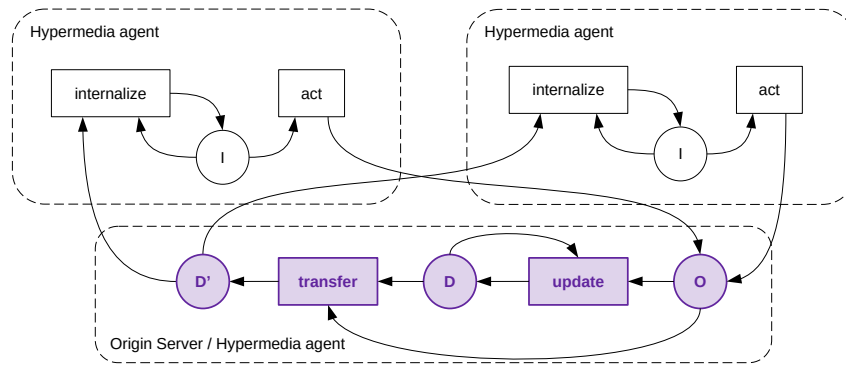 Hypermedia agent
internalize
act
I
Hypermedia agent
internalize
act
I
D'
transfer
D
update
O
Origin Server / Hypermedia agent